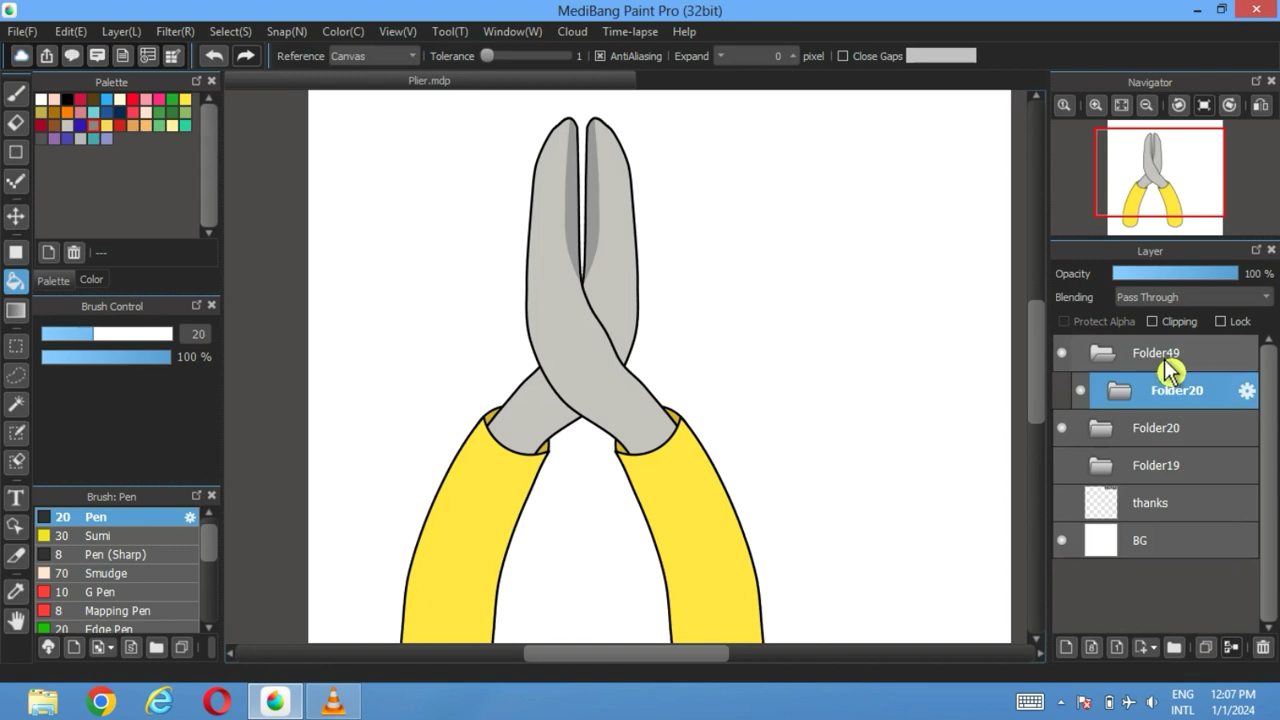 MediBang Paint Pro (32bit)
File(F) Edit(E) Layer(L) Filter(R) Select(S) Snap(N) Color(C) View(V) Tool(T) Window(W) Cloud Time-lapse Help
Reference Canvas Tolerance 1 AntiAliasing Expand 0 pixel Close Gaps
Palette
Plier.mdp
Navigator
---
Palette Color
Brush Control
20
100 %
Brush: Pen
20 Pen
30 Sumi
8 Pen (Sharp)
70 Smudge
10 G Pen
8 Mapping Pen
20 Edge Pen
Layer
Opacity 100 %
Blending Pass Through
Protect Alpha Clipping Lock
Folder49
Folder20
Folder20
Folder19
thanks
BG
ENG
INTL
12:07 PM
1/1/2024